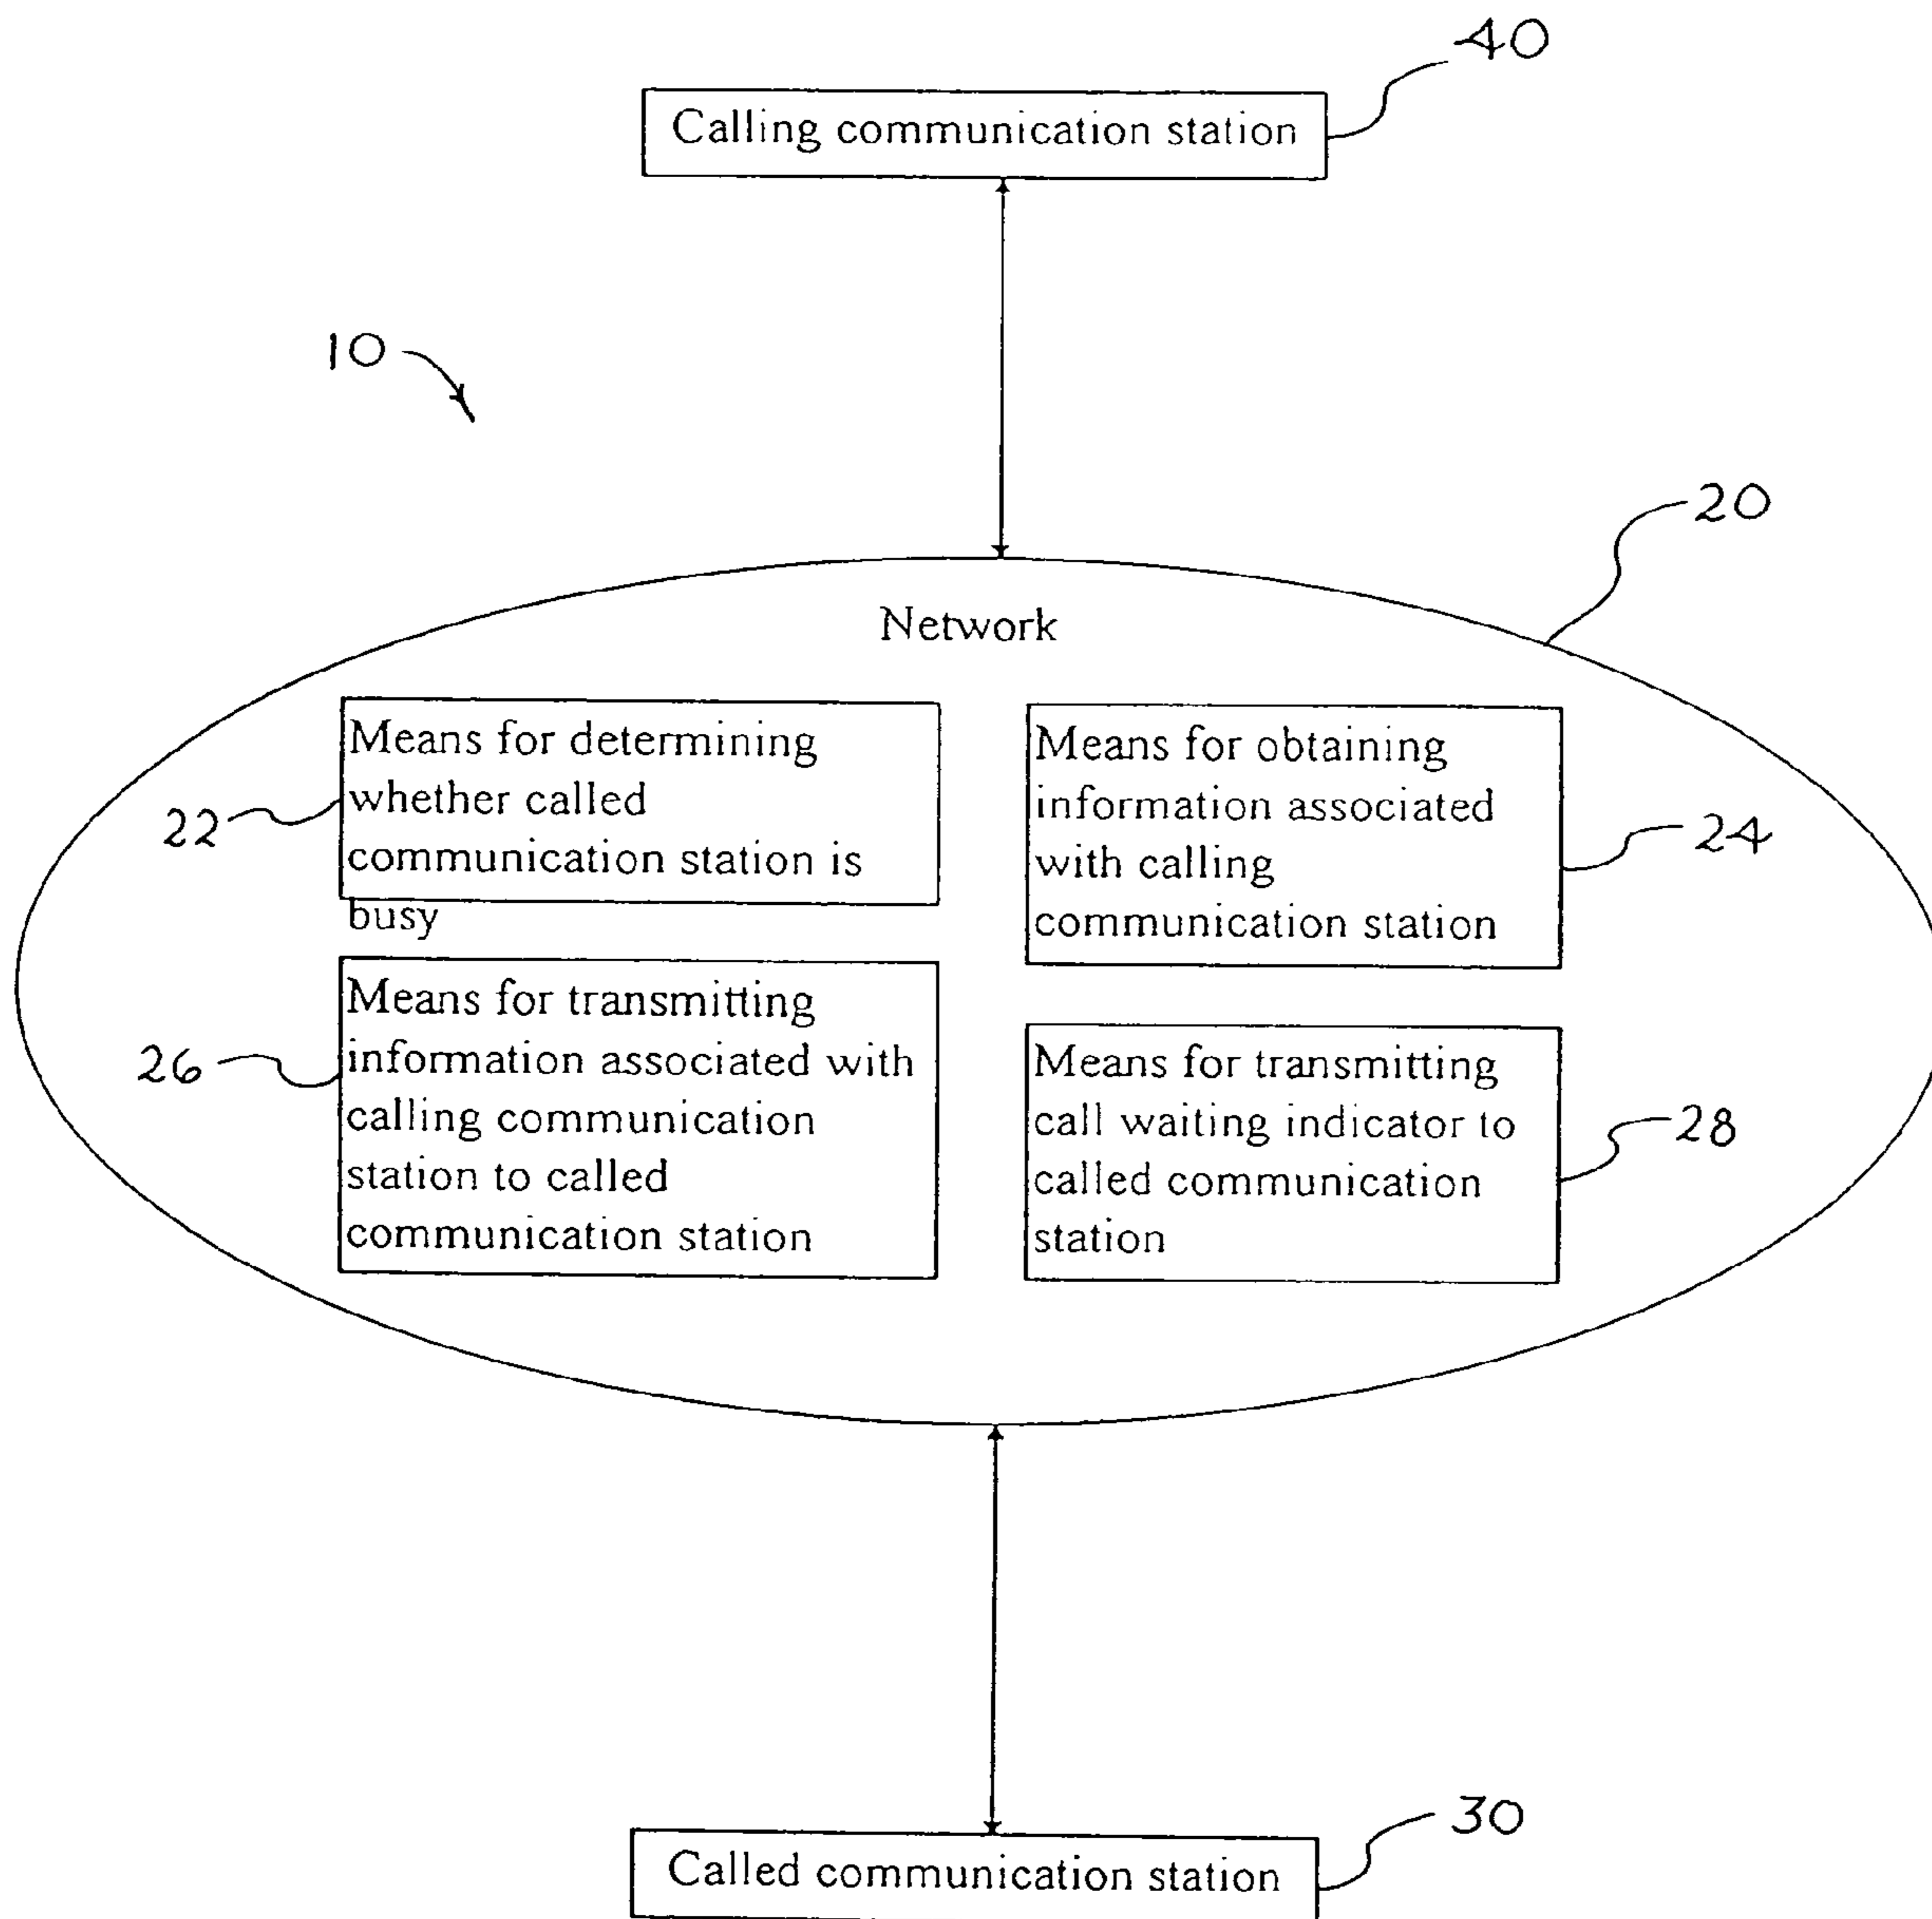 40
Calling communication station
10
20
Network
Means for determining
whether called
communication station is
busy
22
Means for obtaining
information associated
with calling
communication station
24
Means for transmitting
information associated with
calling communication
station to called
communication station
26
Means for transmitting
call waiting indicator to
called communication
station
28
30
Called communication station